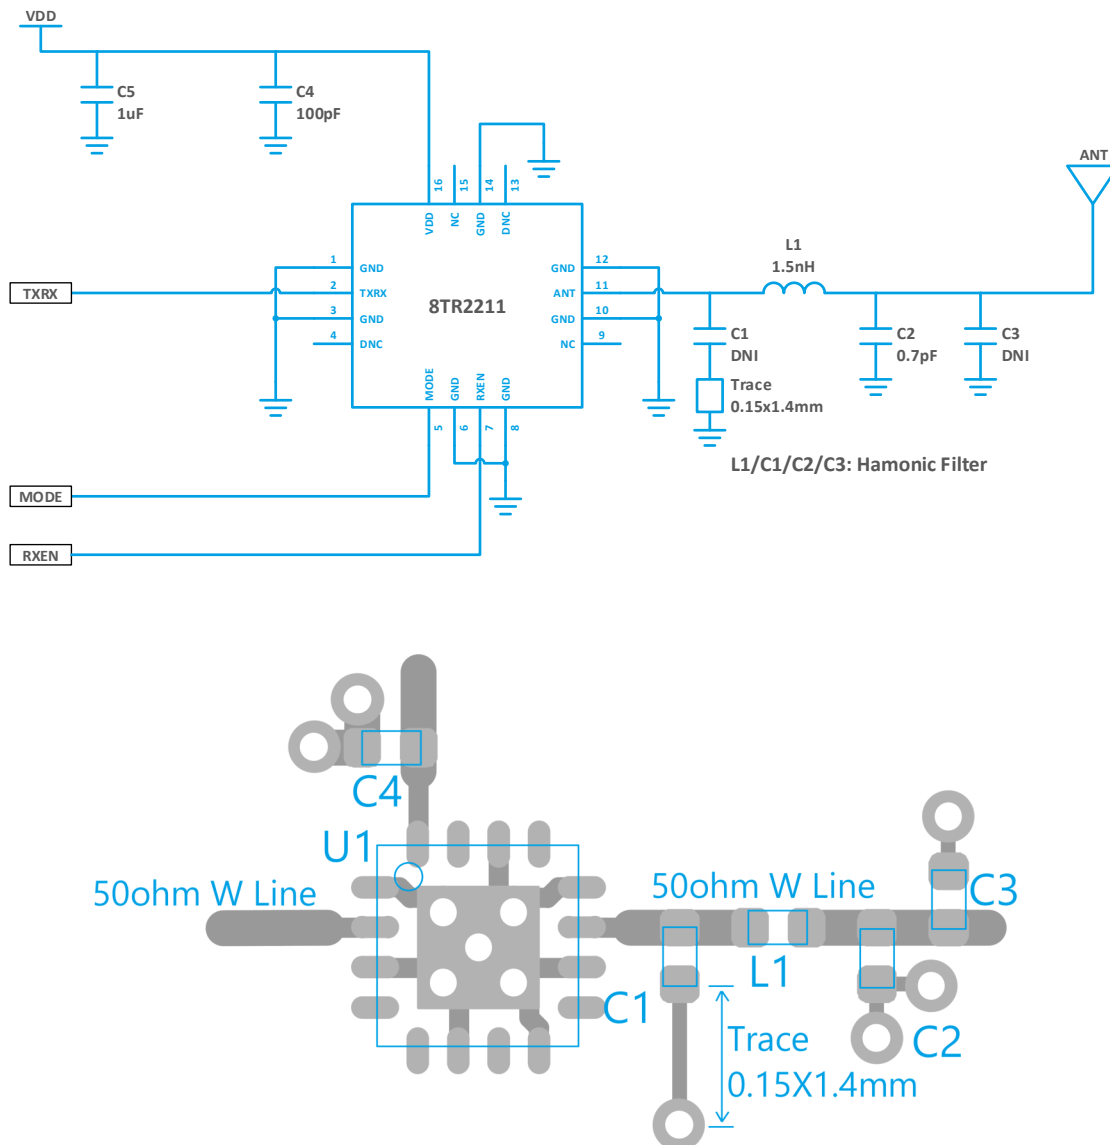 VDD
C5
1uF
C4
100pF
ANT
16
15
14
13
VDD
NC
GND
DNC
L1
1.5nH
1
GND
GND
12
TXRX
2
TXRX
8TR2211
ANT
11
3
GND
GND
10
4
DNC
NC
9
C1
DNI
C2
0.7pF
C3
DNI
Trace
0.15x1.4mm
MODE
GND
RXEN
GND
5
6
7
8
L1/C1/C2/C3: Hamonic Filter
MODE
RXEN
C4
U1
50ohm W Line
50ohm W Line
C3
L1
C1
C2
Trace
0.15X1.4mm